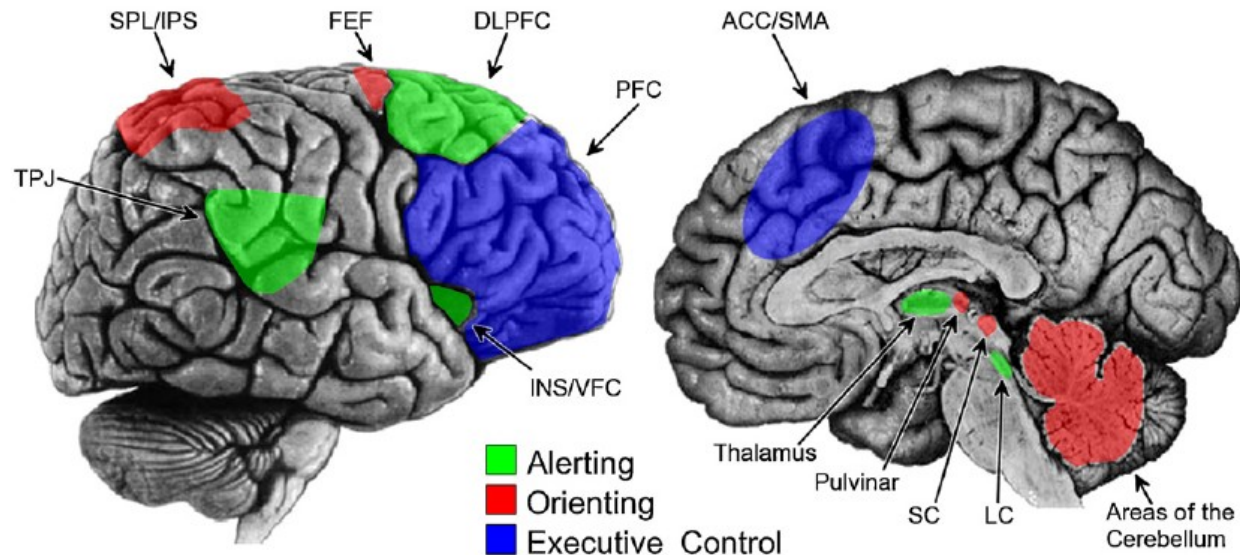 SPL/IPS
FEF
DLPFC
PFC
TPJ
INS/VFC
Alerting
Orienting
Executive Control
ACC/SMA
Thalamus
Pulvinar
SC
LC
Areas of the
Cerebellum